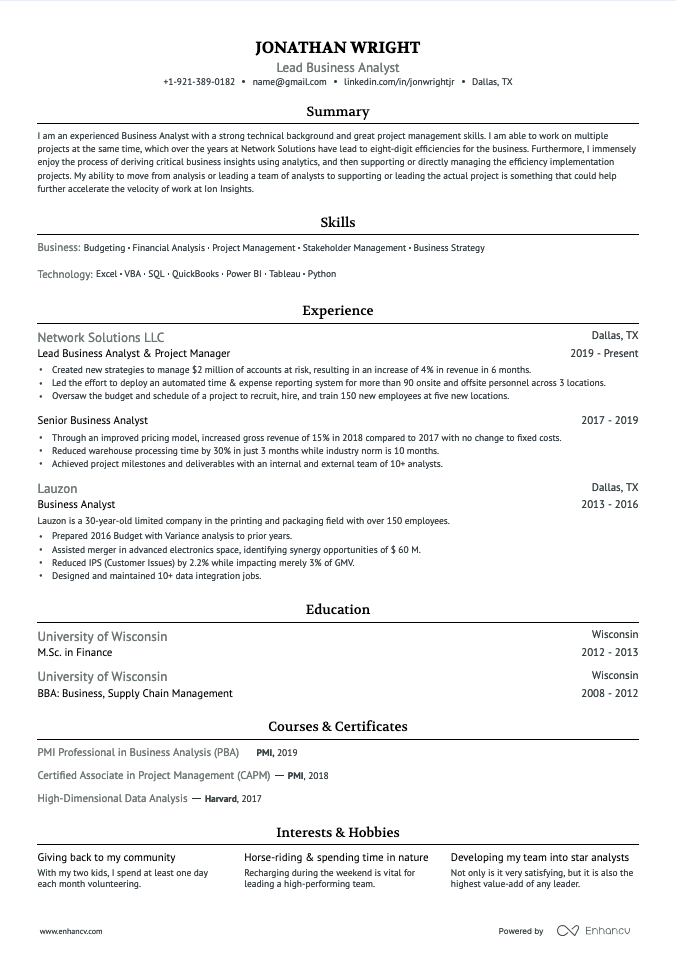 JONATHAN WRIGHT
Lead Business Analyst
+1-921-389-0182 • name@gmail.com • linkedin.com/in/jonwrightjr • Dallas, TX
Summary
I am an experienced Business Analyst with a strong technical background and great project management skills. I am able to work on multiple
projects at the same time, which over the years at Network Solutions have lead to eight-digit efficiencies for the business. Furthermore, I immensely
enjoy the process of deriving critical business insights using analytics, and then supporting or directly managing the efficiency implementation
projects. My ability to move from analysis or leading a team of analysts to supporting or leading the actual project is something that could help
further accelerate the velocity of work at Ion Insights.
Skills
Business: Budgeting · Financial Analysis · Project Management · Stakeholder Management · Business Strategy
Technology: Excel · VBA · SQL · QuickBooks · Power BI · Tableau · Python
Experience
Network Solutions LLC Dallas, TX
Lead Business Analyst & Project Manager 2019 - Present
• Created new strategies to manage $2 million of accounts at risk, resulting in an increase of 4% in revenue in 6 months.
• Led the effort to deploy an automated time & expense reporting system for more than 90 onsite and offsite personnel across 3 locations.
• Oversaw the budget and schedule of a project to recruit, hire, and train 150 new employees at five new locations.
Senior Business Analyst 2017 - 2019
• Through an improved pricing model, increased gross revenue of 15% in 2018 compared to 2017 with no change to fixed costs.
• Reduced warehouse processing time by 30% in just 3 months while industry norm is 10 months.
• Achieved project milestones and deliverables with an internal and external team of 10+ analysts.
Lauzon Dallas, TX
Business Analyst 2013 - 2016
Lauzon is a 30-year-old limited company in the printing and packaging field with over 150 employees.
• Prepared 2016 Budget with Variance analysis to prior years.
• Assisted merger in advanced electronics space, identifying synergy opportunities of $ 60 M.
• Reduced IPS (Customer Issues) by 2.2% while impacting merely 3% of GMV.
• Designed and maintained 10+ data integration jobs.
Education
University of Wisconsin Wisconsin
M.Sc. in Finance 2012 - 2013
University of Wisconsin Wisconsin
BBA: Business, Supply Chain Management 2008 - 2012
Courses & Certificates
PMI Professional in Business Analysis (PBA) PMI, 2019
Certified Associate in Project Management (CAPM) — PMI, 2018
High-Dimensional Data Analysis — Harvard, 2017
Interests & Hobbies
Giving back to my community
With my two kids, I spend at least one day
each month volunteering.
Horse-riding & spending time in nature
Recharging during the weekend is vital for
leading a high-performing team.
Developing my team into star analysts
Not only is it very satisfying, but it is also the
highest value-add of any leader.
www.enhancv.com Powered by Enhancv